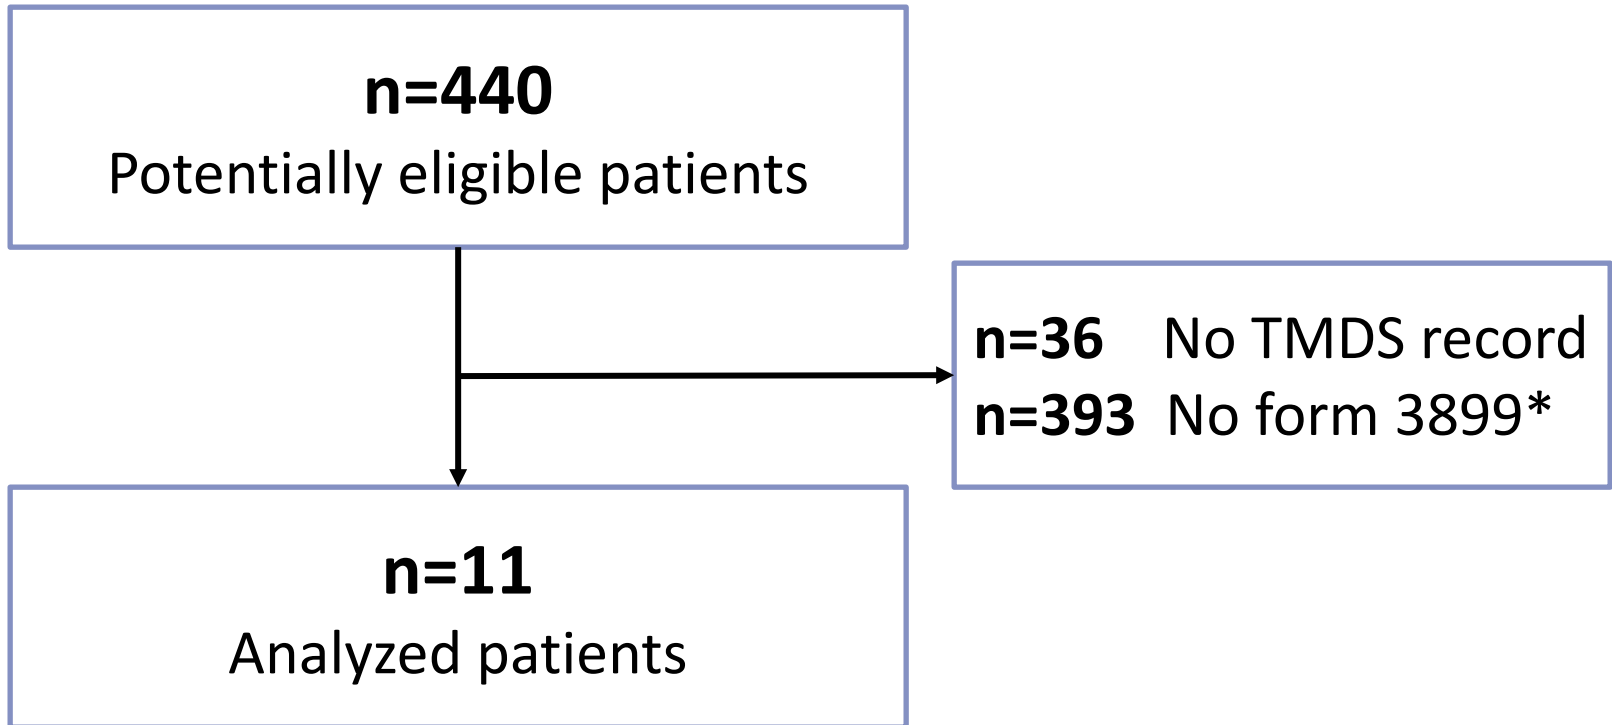 n=440
Potentially eligible patients
n=36 No TMDS record
n=393 No form 3899*
n=11
Analyzed patients